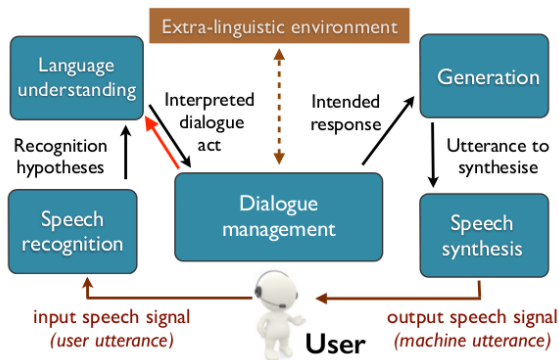 Extra-linguistic environment
Language
understanding
Generation
Interpreted
dialogue
act
Intended
response
Recognition
hypotheses
Utterance to
synthesise
Dialogue
management
Speech
recognition
Speech
synthesis
input speech signal
(user utterance)
User
output speech signal
(machine utterance)